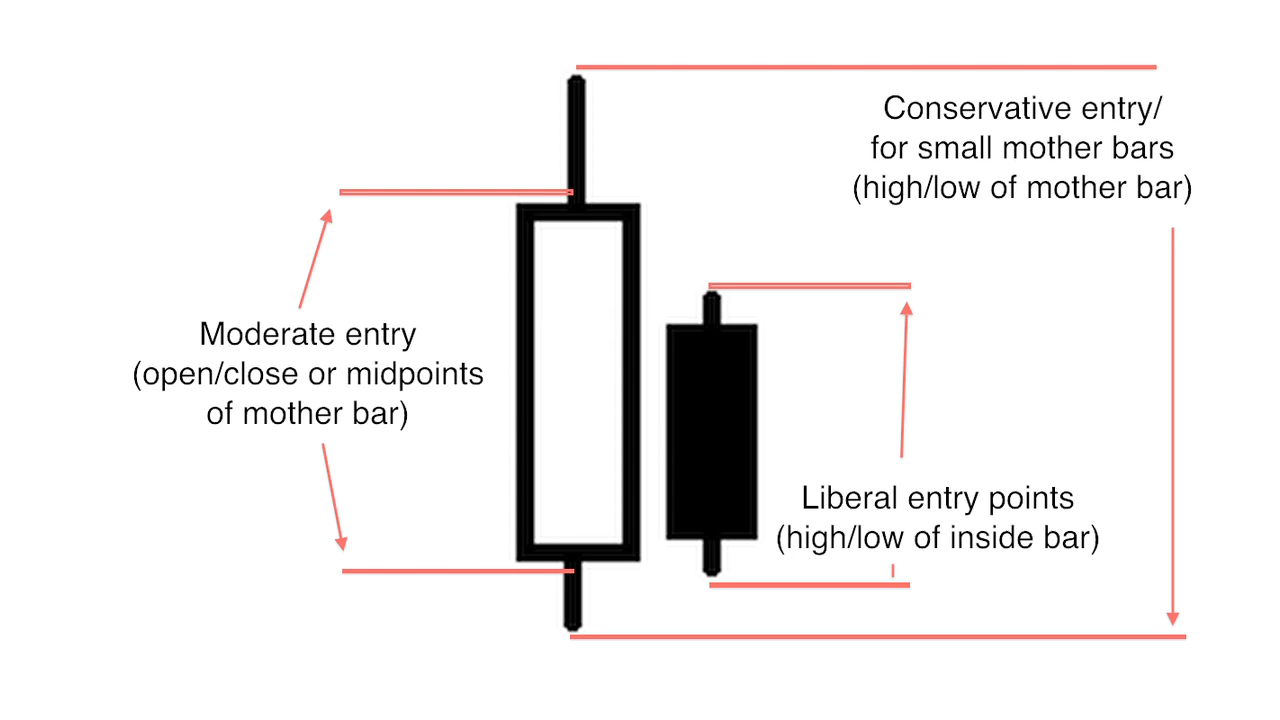 Conservative entry/
for small mother bars
(high/low of mother bar)
Moderate entry
(open/close or midpoints
of mother bar)
Liberal entry points
(high/low of inside bar)